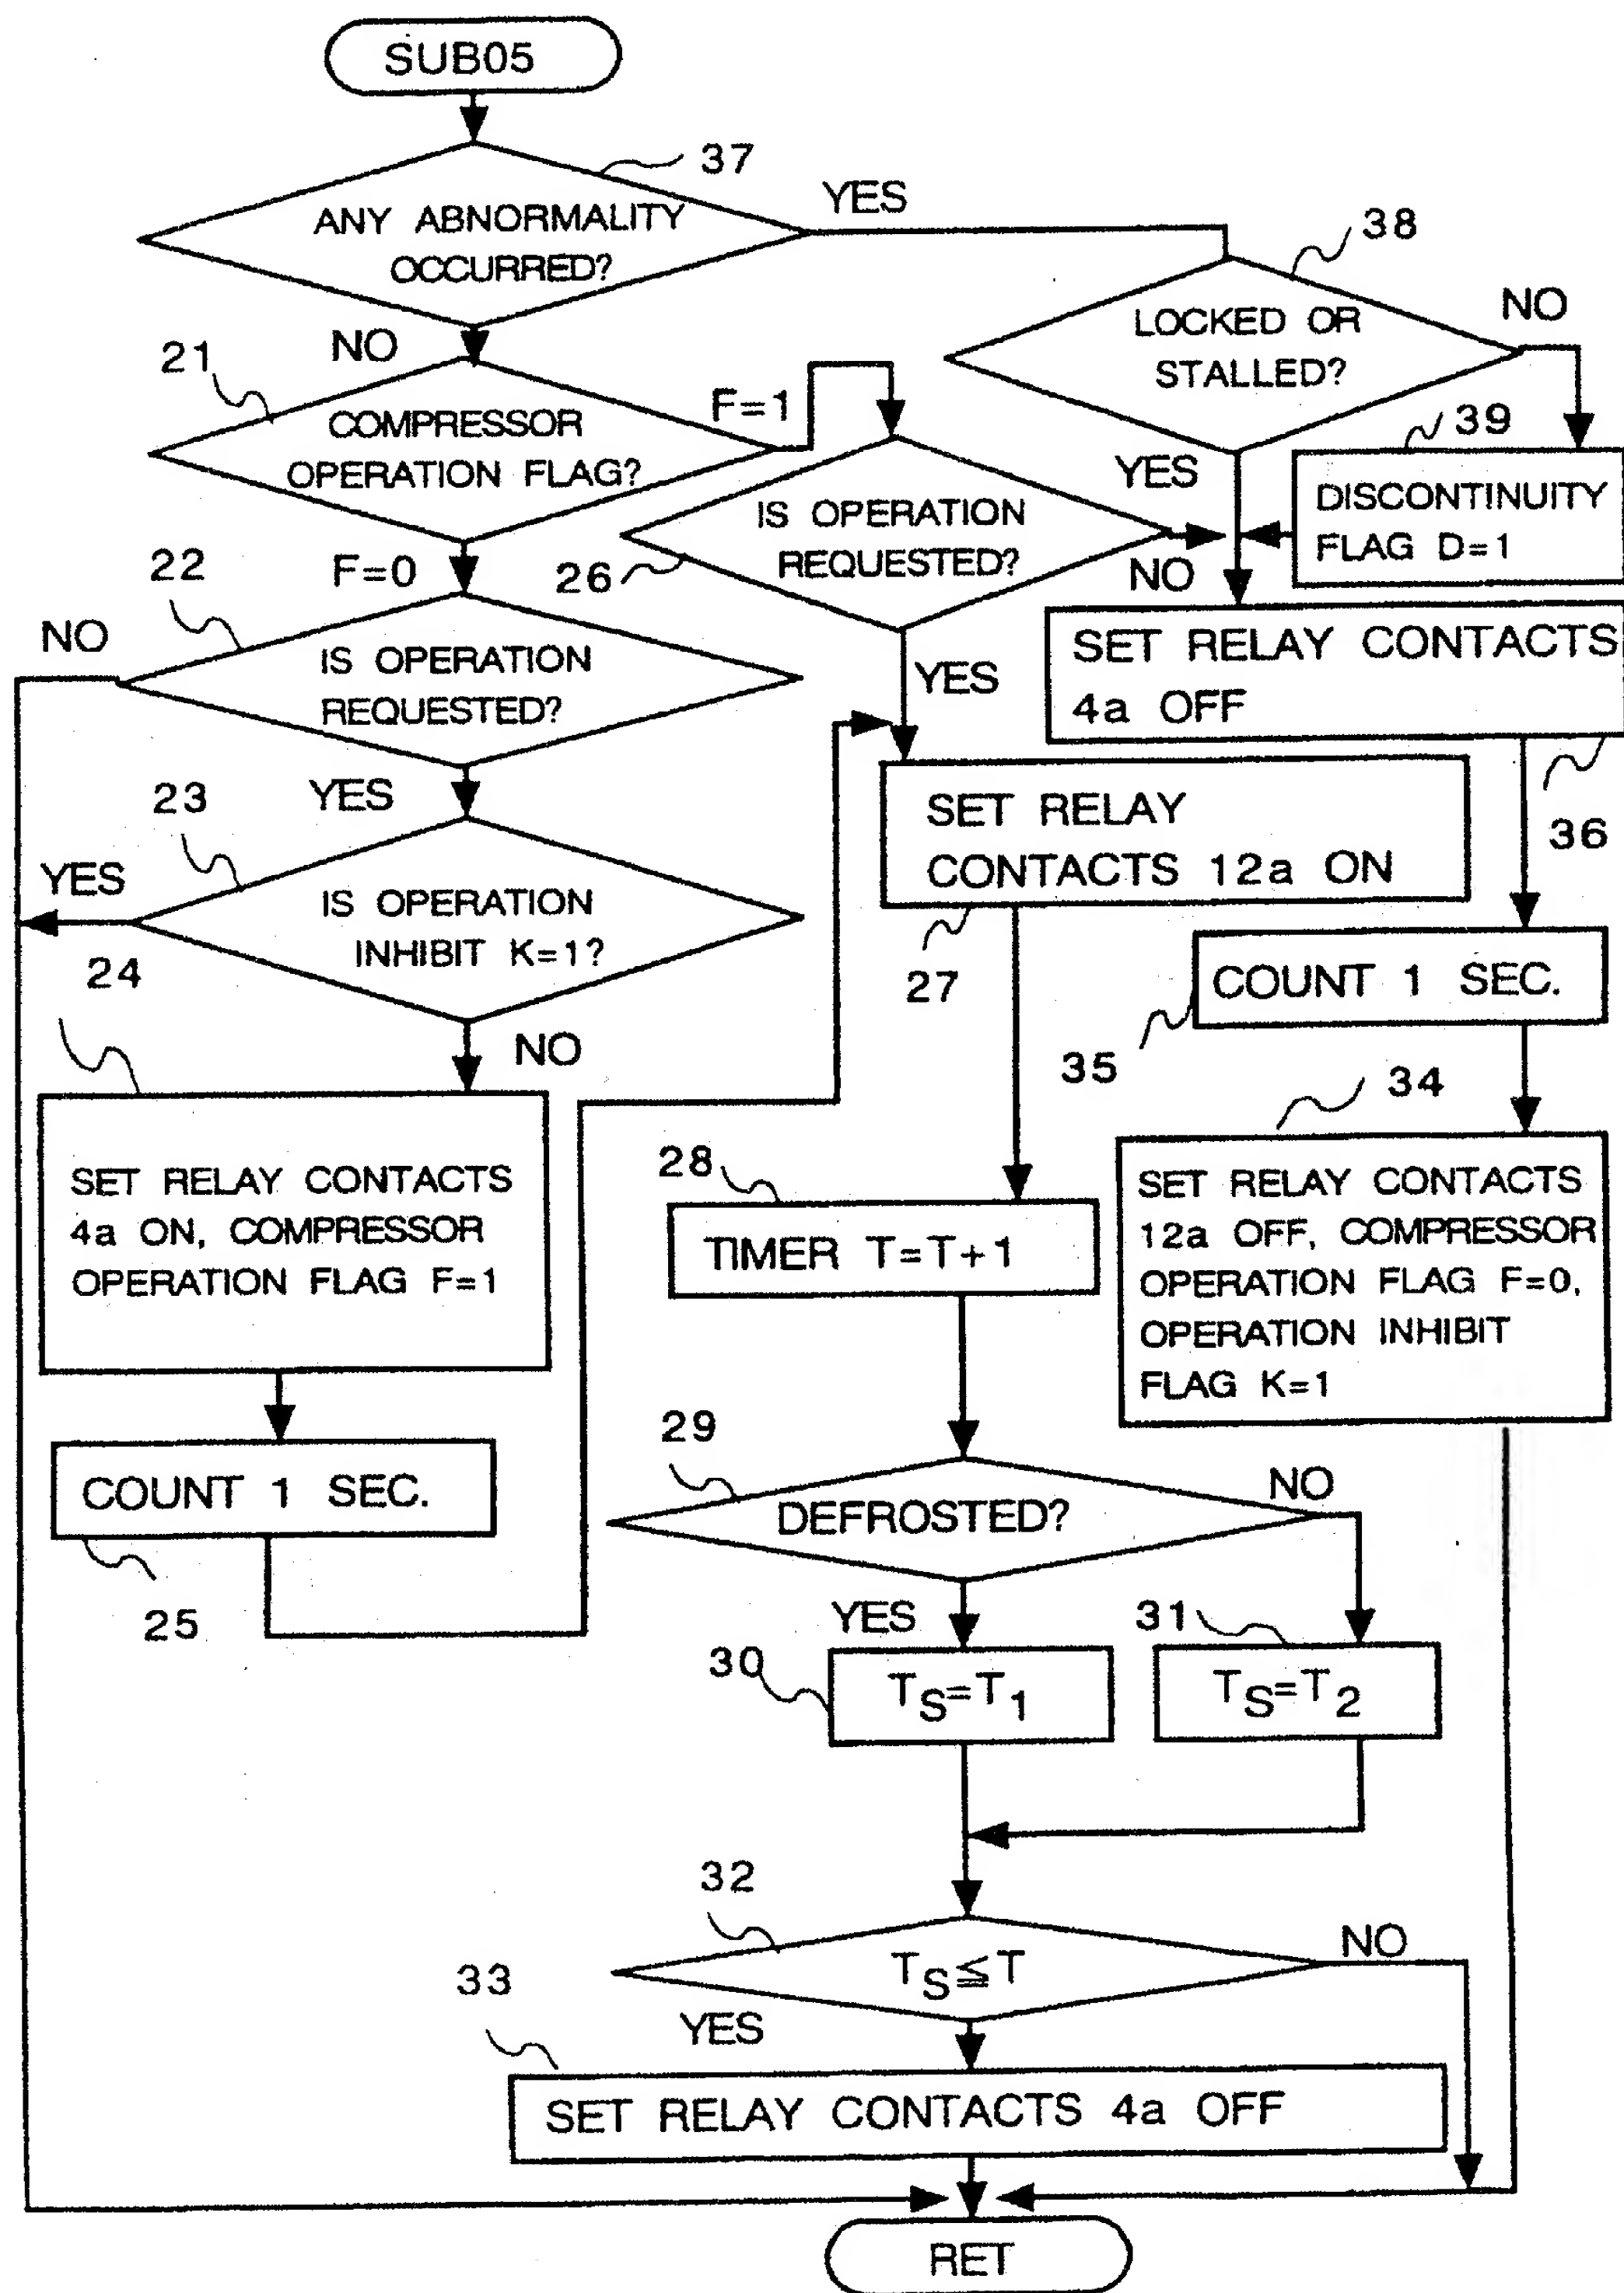 SUB05
37
ANY ABNORMALITY
OCCURRED?
YES
NO
38
LOCKED OR
STALLED?
NO
YES
39
DISCONTINUITY
FLAG D=1
21
COMPRESSOR
OPERATION FLAG?
F=1
F=0
26
IS OPERATION
REQUESTED?
NO
YES
22
NO
IS OPERATION
REQUESTED?
YES
SET RELAY CONTACTS
4a OFF
36
23
YES
IS OPERATION
INHIBIT K=1?
NO
SET RELAY
CONTACTS 12a ON
27
COUNT 1 SEC.
35
24
SET RELAY CONTACTS
4a ON, COMPRESSOR
OPERATION FLAG F=1
34
SET RELAY CONTACTS
12a OFF, COMPRESSOR
OPERATION FLAG F=0,
OPERATION INHIBIT
FLAG K=1
28
TIMER T=T+1
COUNT 1 SEC.
25
29
DEFROSTED?
NO
YES
30
TS=T1
31
TS=T2
32
TS≦T
NO
YES
33
SET RELAY CONTACTS 4a OFF
RET